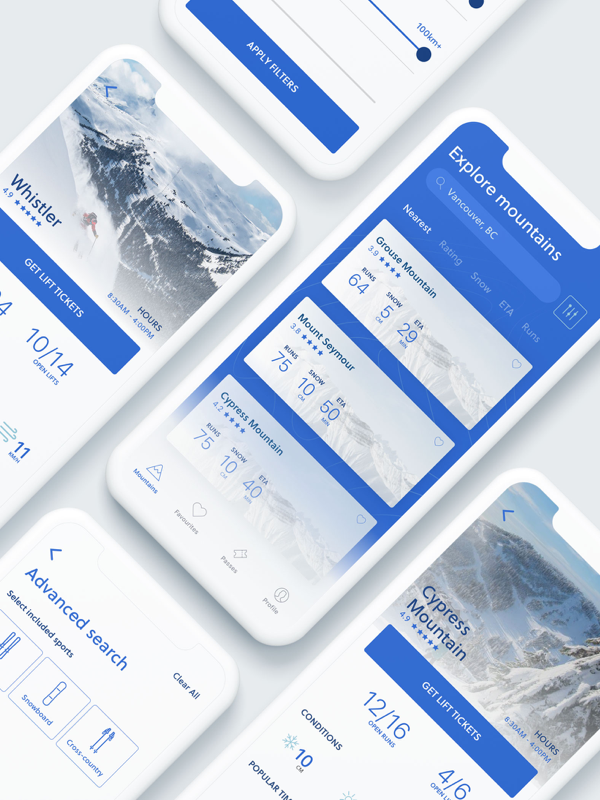 100km+
APPLY FILTERS
Whistler
4.9
GET LIFT TICKETS
HOURS
8:30AM - 4:00PM
10/14
OPEN LIFTS
11
KM/H
Explore mountains
Vancouver, BC
Nearest
Rating
Snow
ETA
Runs
Grouse Mountain
3.9
RUNS
SNOW
ETA
64
5
CM
29
MIN
Mount Seymour
3.8
RUNS
SNOW
ETA
75
10
CM
50
MIN
Cypress Mountain
4.2
RUNS
SNOW
ETA
75
10
CM
40
MIN
Mountains
Favourites
Passes
Profile
Advanced search
Clear All
Select included sports
Snowboard
Cross-country
Cypress
Mountain
4.9
GET LIFT TICKETS
HOURS
8:30AM - 4:00PM
12/16
OPEN RUNS
4/6
CONDITIONS
10
CM